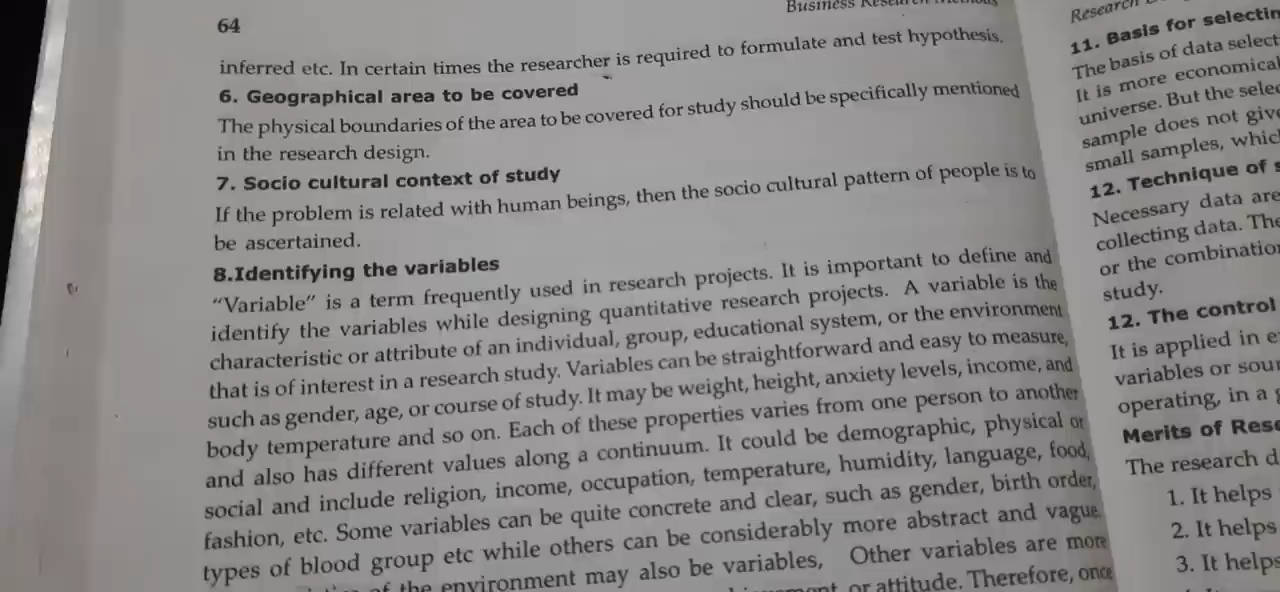 64
Business Research Methods
inferred etc. In certain times the researcher is required to formulate and test hypothesis.
6. Geographical area to be covered
The physical boundaries of the area to be covered for study should be specifically mentioned
in the research design.
7. Socio cultural context of study
If the problem is related with human beings, then the socio cultural pattern of people is to
be ascertained.
8.Identifying the variables
“Variable” is a term frequently used in research projects. It is important to define and
identify the variables while designing quantitative research projects. A variable is the
characteristic or attribute of an individual, group, educational system, or the environment
that is of interest in a research study. Variables can be straightforward and easy to measure,
such as gender, age, or course of study. It may be weight, height, anxiety levels, income, and
body temperature and so on. Each of these properties varies from one person to another
and also has different values along a continuum. It could be demographic, physical or
social and include religion, income, occupation, temperature, humidity, language, food,
fashion, etc. Some variables can be quite concrete and clear, such as gender, birth order,
types of blood group etc while others can be considerably more abstract and vague.
of the environment may also be variables, Other variables are more
or attitude. Therefore, once
Research
11. Basis for selectin
The basis of data select
It is more economical
universe. But the selec
sample does not give
small samples, which
12. Technique of
Necessary data are
collecting data. The
or the combination
study.
12. The control
It is applied in e
variables or sour
operating, in a
Merits of Rese
The research d
1. It helps
2. It helps
3. It helps